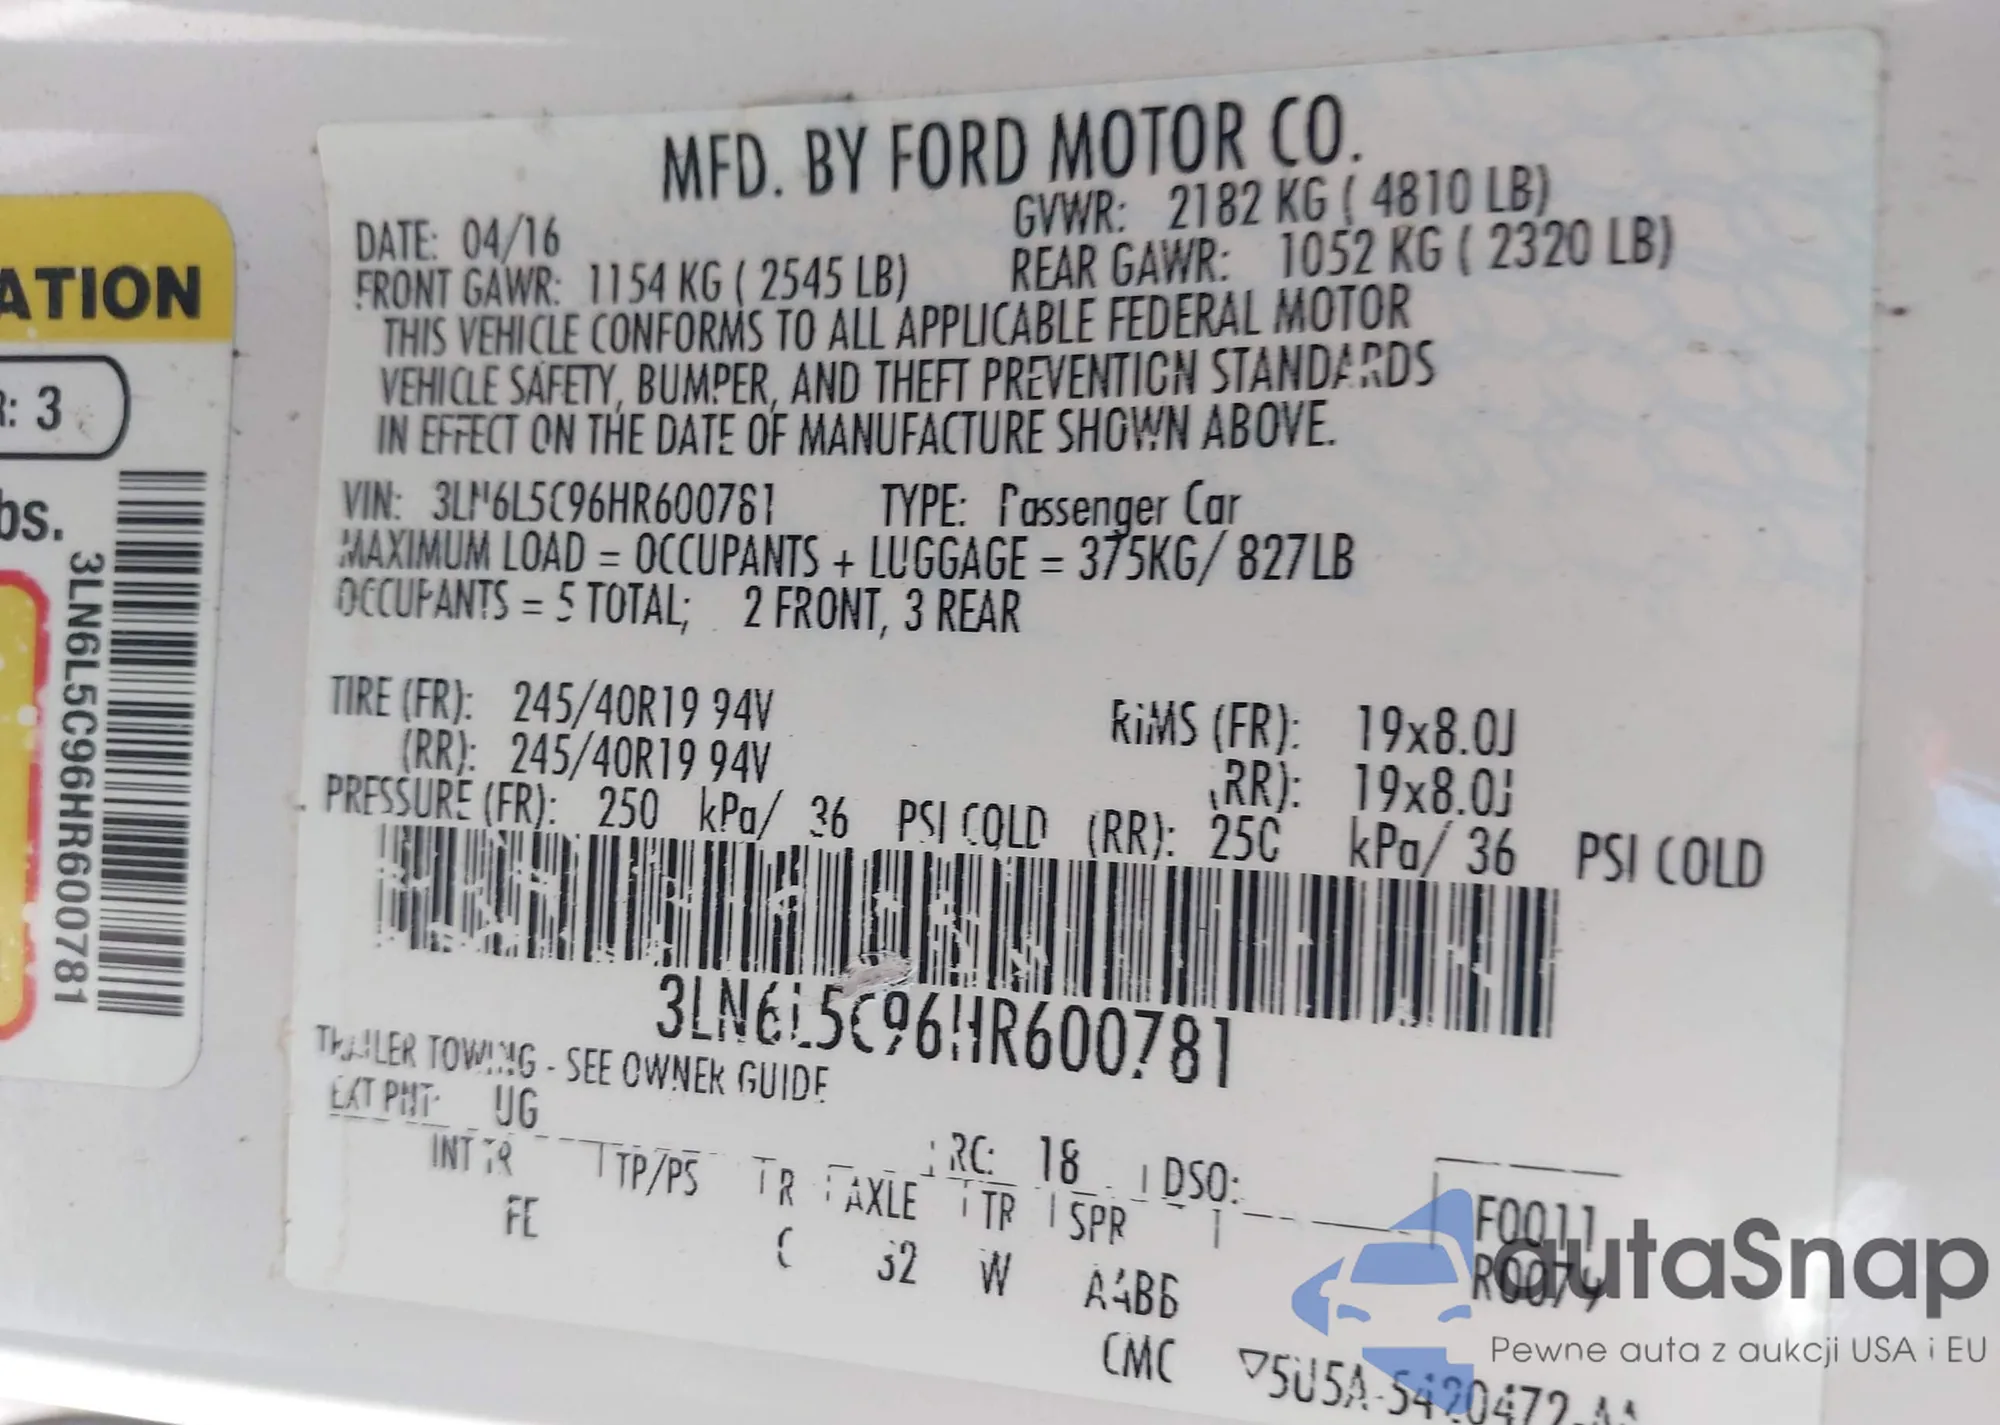 ATION
R: 3
bs.
3LN6L5C96HR600781
MFD. BY FORD MOTOR CO.
DATE: 04/16 GVWR: 2182 KG ( 4810 LB)
FRONT GAWR: 1154 KG ( 2545 LB) REAR GAWR: 1052 KG ( 2320 LB)
THIS VEHICLE CONFORMS TO ALL APPLICABLE FEDERAL MOTOR
VEHICLE SAFETY, BUMPER, AND THEFT PREVENTION STANDARDS
IN EFFECT ON THE DATE OF MANUFACTURE SHOWN ABOVE.
VIN: 3LN6L5C96HR600781 TYPE: Passenger Car
MAXIMUM LOAD = OCCUPANTS + LUGGAGE = 375KG/ 827LB
OCCUPANTS = 5 TOTAL; 2 FRONT, 3 REAR
TIRE (FR): 245/40R19 94V RIMS (FR): 19x8.0J
(RR): 245/40R19 94V (RR): 19x8.0J
PRESSURE (FR): 250 kPa/ 36 PSI COLD (RR): 250 kPa/ 36 PSI COLD
3LN6L5C96HR600781
TRAILER TOWING - SEE OWNER GUIDE
EXT PNT: UG RC: 18 DSO: F0011
INT TR TP/PS R AXLE TR SPR R0079
FE C 32 W
CMC
autaSnap
Pewne auta z aukcji USA i EU